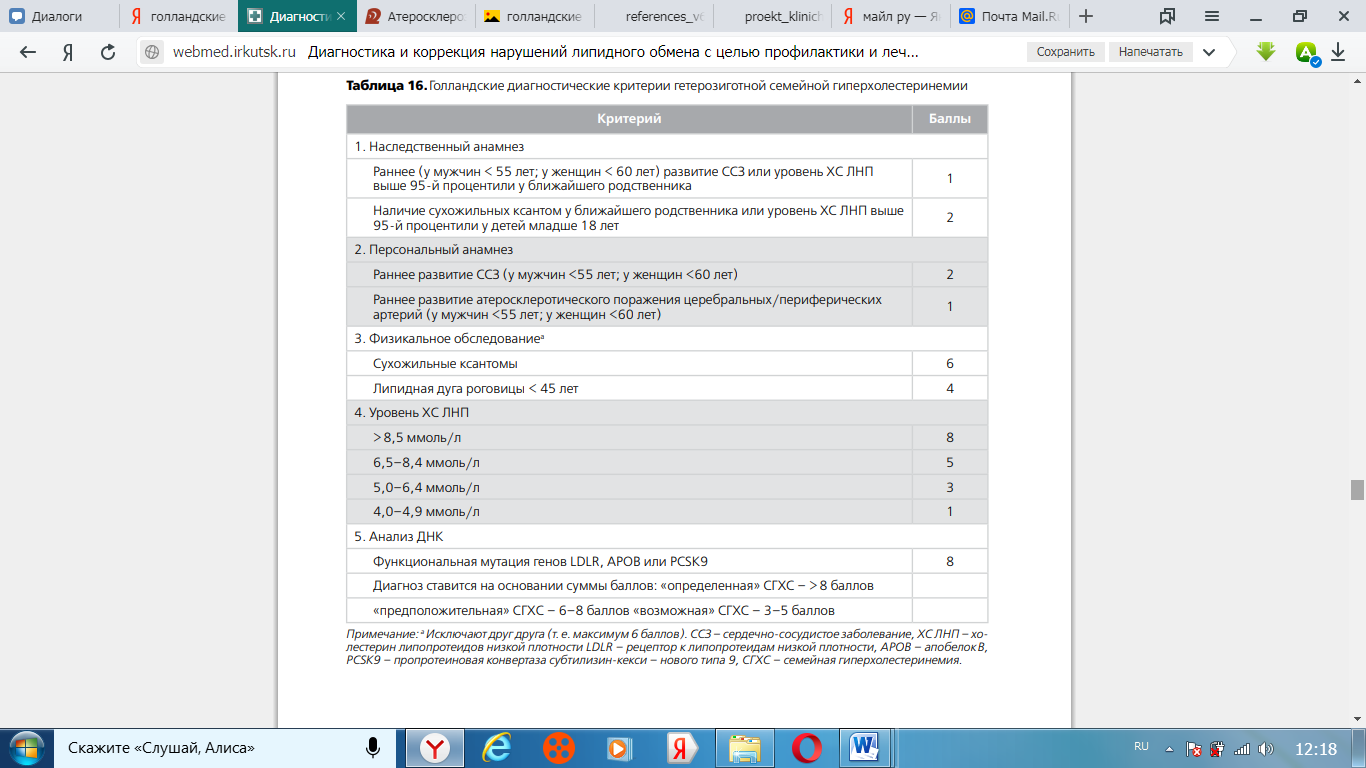 Диалоги
голландские
Диагности
Атеросклеро
голландские
references_v6
proekt_klinich
майл ру — Ян
Почта Mail.Ru
webmed.irkutsk.ru Диагностика и коррекция нарушений липидного обмена с целью профилактики и леч...
Сохранить
Напечатать
Таблица 16. Голландские диагностические критерии гетерозиготной семейной гиперхолестеринемии
Критерий Баллы
1. Наследственный анамнез
Раннее (у мужчин < 55 лет; у женщин < 60 лет) развитие ССЗ или уровень ХС ЛНП
выше 95-й процентили у ближайшего родственника
1
Наличие сухожильных ксантом у ближайшего родственника или уровень ХС ЛНП выше
95-й процентили у детей младше 18 лет
2
2. Персональный анамнез
Раннее развитие ССЗ (у мужчин <55 лет; у женщин <60 лет) 2
Раннее развитие атеросклеротического поражения церебральных/периферических
артерий (у мужчин <55 лет; у женщин <60 лет)
1
3. Физикальное обследованиеᵃ
Сухожильные ксантомы 6
Липидная дуга роговицы < 45 лет 4
4. Уровень ХС ЛНП
> 8,5 ммоль/л 8
6,5–8,4 ммоль/л 5
5,0–6,4 ммоль/л 3
4,0–4,9 ммоль/л 1
5. Анализ ДНК
Функциональная мутация генов LDLR, APOB или PCSK9 8
Диагноз ставится на основании суммы баллов: «определенная» СГХС – > 8 баллов
«предположительная» СГХС – 6–8 баллов «возможная» СГХС – 3–5 баллов
Примечание: ᵃ Исключают друг друга (т. е. максимум 6 баллов). ССЗ – сердечно-сосудистое заболевание, ХС ЛНП – хо-
лестерин липопротеидов низкой плотности LDLR – рецептор к липопротеидам низкой плотности, APOB – апобелок В,
PCSK9 – пропротеиновая конвертаза субтилизин-кекси – нового типа 9, СГХС – семейная гиперхолестеринемия.
Скажите «Слушай, Алиса»
RU
12:18